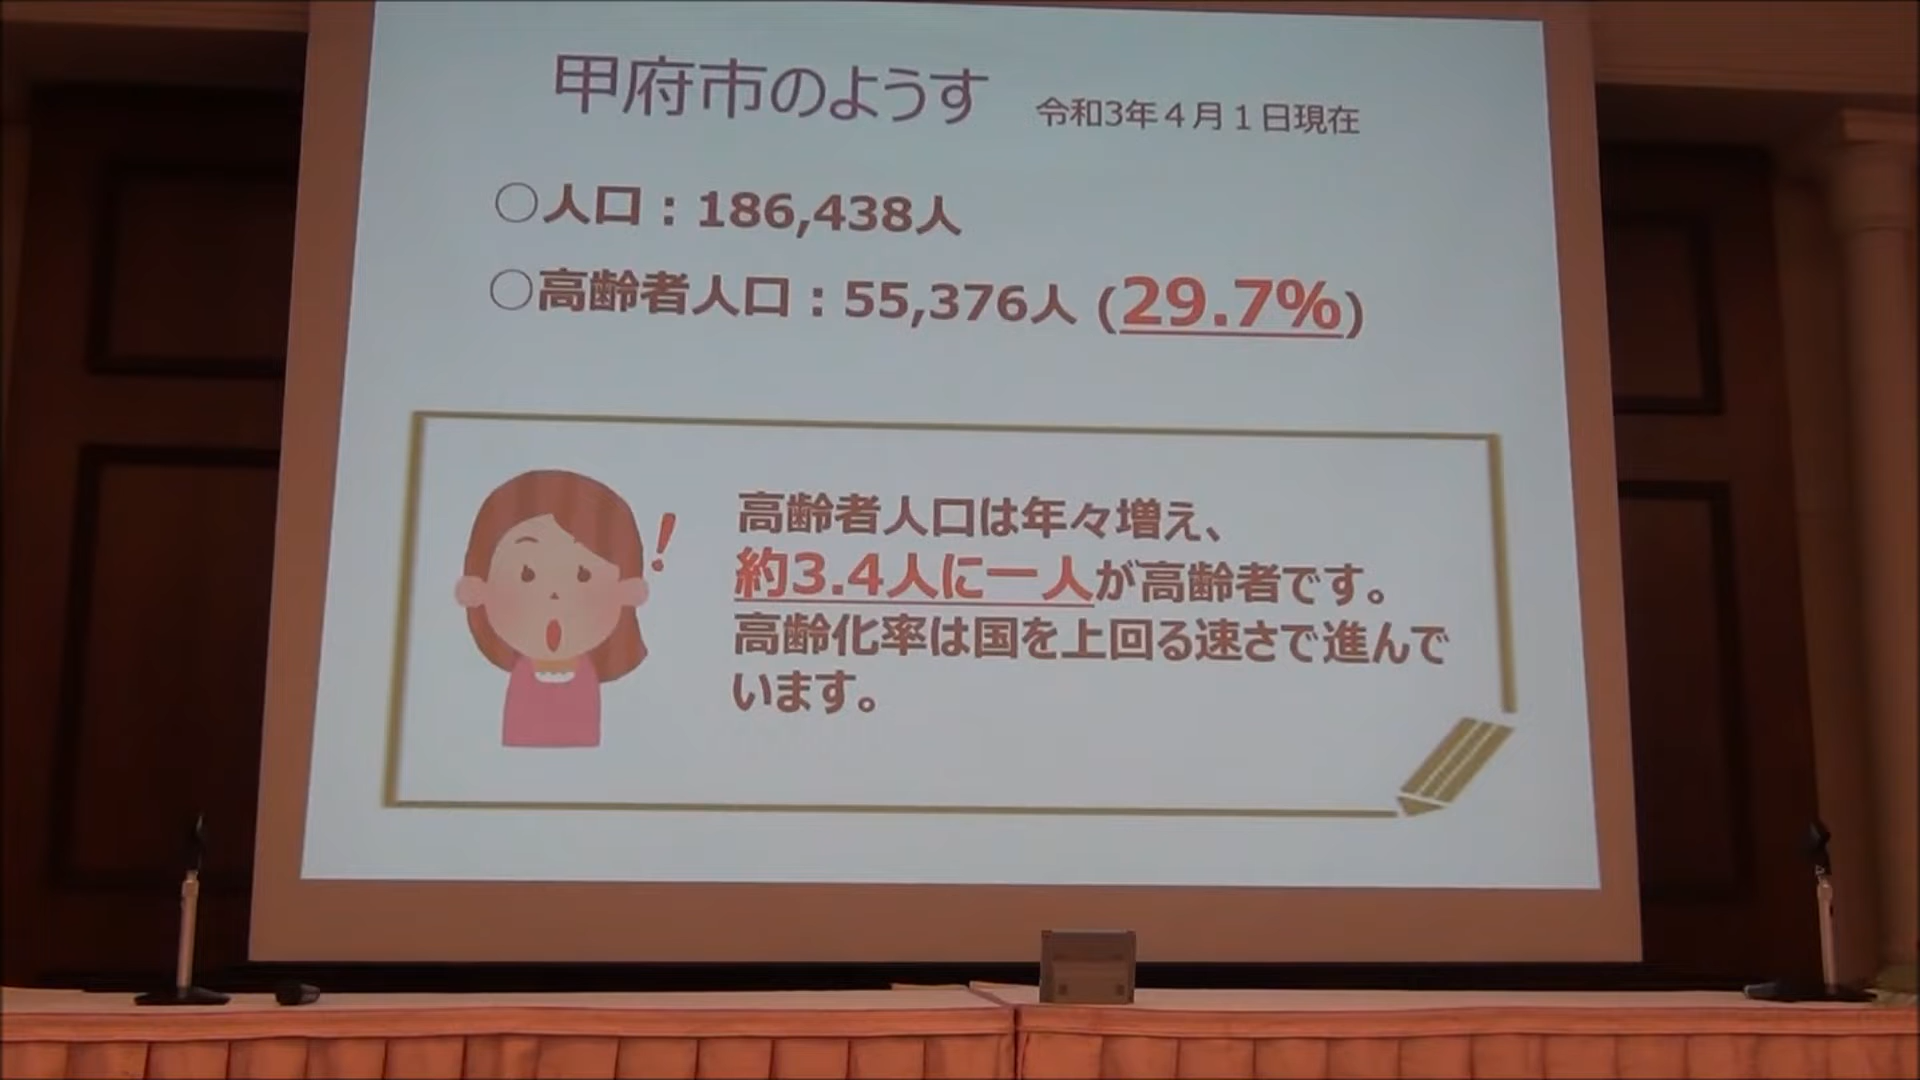 甲府市のようす 令和3年４月１日現在
○人口：186,438人
○高齢者人口：55,376人 (29.7%)
高齢者人口は年々増え、
約3.4人に一人が高齢者です。
高齢化率は国を上回る速さで進んで
います。
!